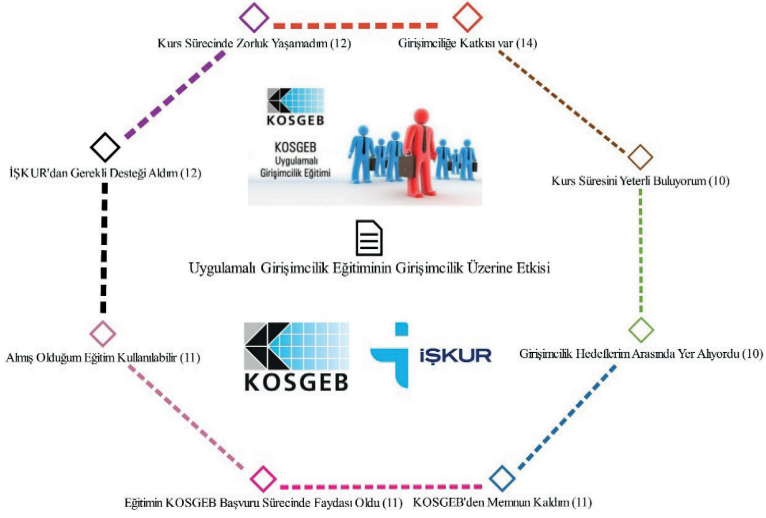 Kurs Sürecinde Zorluk Yaşamadım (12)
Girişimciliğe Katkısı var (14)
KOSGEB
KOSGEB
Uygulamalı
Girişimcilik Eğitimi
İŞKUR'dan Gerekli Desteği Aldım (12)
Kurs Süresini Yeterli Buluyorum (10)
Uygulamalı Girişimcilik Eğitiminin Girişimcilik Üzerine Etkisi
Almış Olduğum Eğitim Kullanılabilir (11)
KOSGEB
İŞKUR
Girişimcilik Hedeflerim Arasında Yer Alıyordu (10)
Eğitimin KOSGEB Başvuru Sürecinde Faydası Oldu (11)
KOSGEB'den Memnun Kaldım (11)